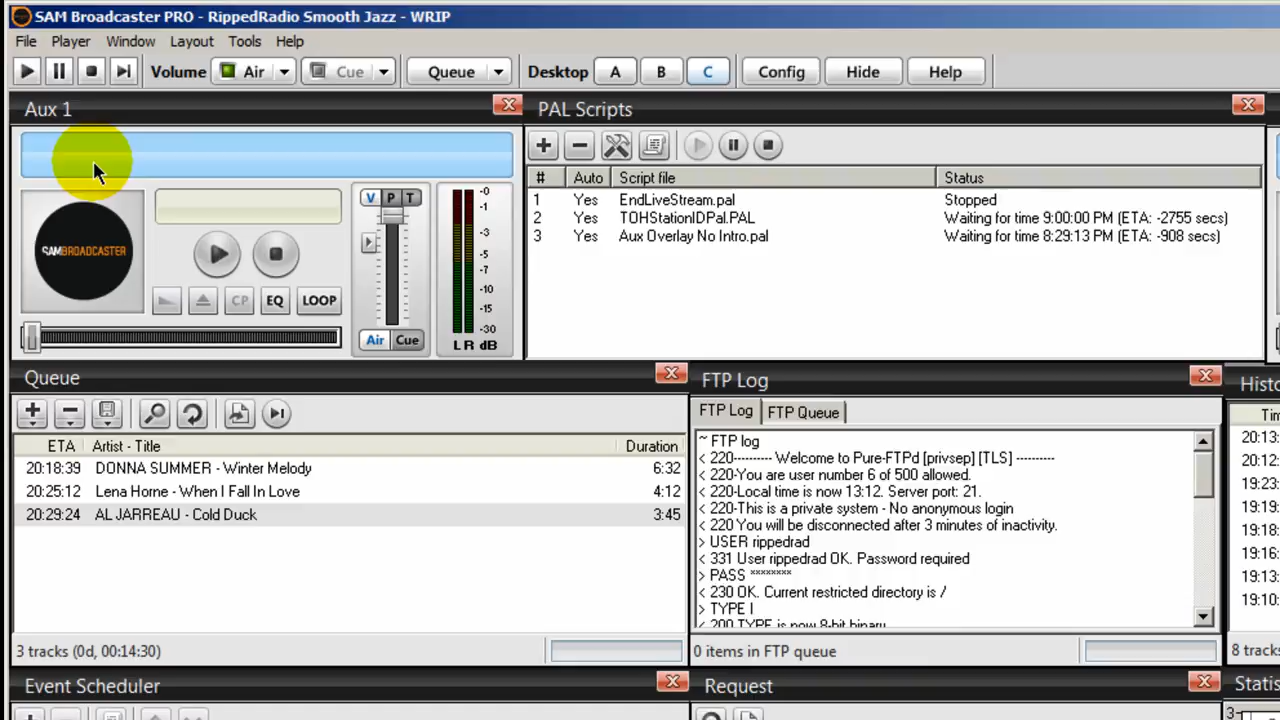 SAM Broadcaster PRO - RippedRadio Smooth Jazz - WRIP
File Player Window Layout Tools Help
Volume Air Cue Queue Desktop A B C Config Hide Help
Aux 1
V P T
SAMBROADCASTER
CP EQ LOOP
Air Cue
-0
-1
-3
-5
-7
-10
-15
-30
L R dB
PAL Scripts
# Auto Script file Status
1 Yes EndLiveStream.pal Stopped
2 Yes TOHStationIDPal.PAL Waiting for time 9:00:00 PM (ETA: -2755 secs)
3 Yes Aux Overlay No Intro.pal Waiting for time 8:29:13 PM (ETA: -908 secs)
Queue
ETA Artist - Title Duration
20:18:39 DONNA SUMMER - Winter Melody 6:32
20:25:12 Lena Horne - When I Fall In Love 4:12
20:29:24 AL JARREAU - Cold Duck 3:45
3 tracks (0d, 00:14:30)
FTP Log
FTP Log FTP Queue
~ FTP log
< 220--------- Welcome to Pure-FTPd [privsep] [TLS] ----------
< 220-You are user number 6 of 500 allowed.
< 220-Local time is now 13:12. Server port: 21.
< 220-This is a private system - No anonymous login
< 220 You will be disconnected after 3 minutes of inactivity.
> USER rippedrad
< 331 User rippedrad OK. Password required
> PASS ********
< 230 OK. Current restricted directory is /
> TYPE I
< 200 TYPE is now 8-bit binary
0 items in FTP queue
Histo
Tim
20:13:
20:12:
19:23:
19:19:
19:18:
19:16:
19:13:
19:10:
8 tracks
Event Scheduler
Request
Statis
3